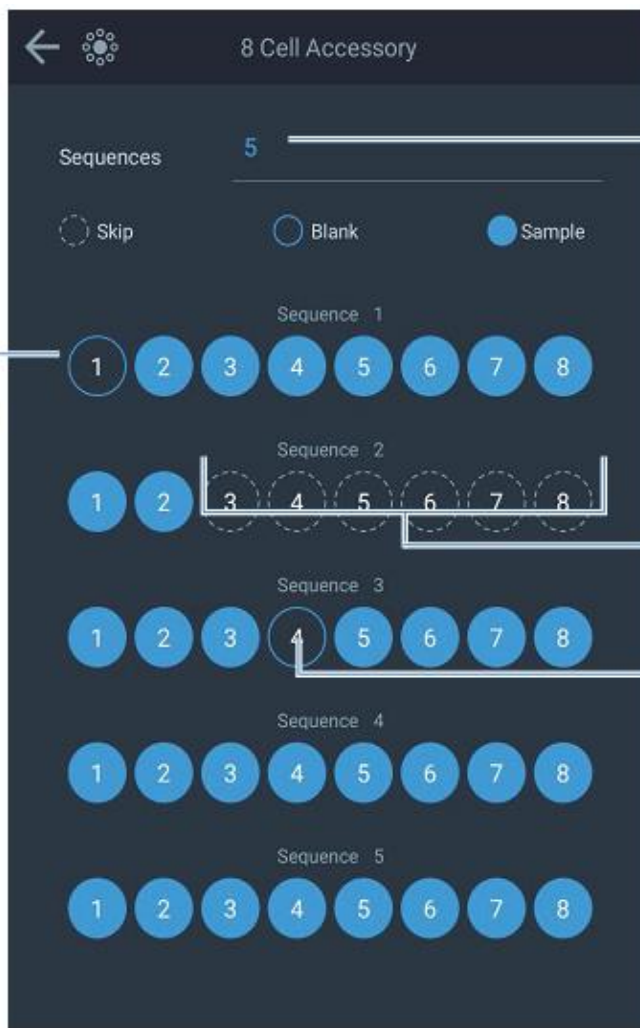 8 Cell Accessory
Sequences 5
Skip Blank Sample
Sequence 1
1 2 3 4 5 6 7 8
Sequence 2
1 2 3 4 5 6 7 8
Sequence 3
1 2 3 4 5 6 7 8
Sequence 4
1 2 3 4 5 6 7 8
Sequence 5
1 2 3 4 5 6 7 8